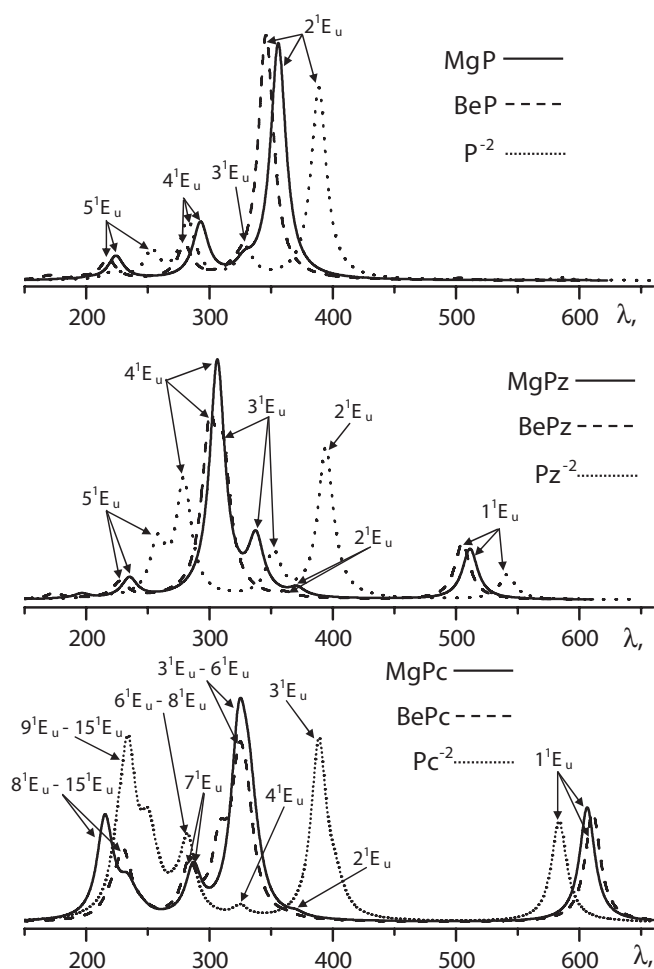 2¹Eᵤ
MgP
BeP
P⁻²
3¹Eᵤ
4¹Eᵤ
5¹Eᵤ
200 300 400 500 600 λ,
MgPz
BePz
Pz⁻²
4¹Eᵤ
3¹Eᵤ
2¹Eᵤ
5¹Eᵤ
1¹Eᵤ
2¹Eᵤ
200 300 400 500 600 λ,
MgPc
BePc
Pc⁻²
3¹Eᵤ - 6¹Eᵤ
6¹Eᵤ - 8¹Eᵤ
3¹Eᵤ
9¹Eᵤ - 15¹Eᵤ
1¹Eᵤ
8¹Eᵤ - 15¹Eᵤ
7¹Eᵤ
4¹Eᵤ
2¹Eᵤ
200 300 400 500 600 λ,